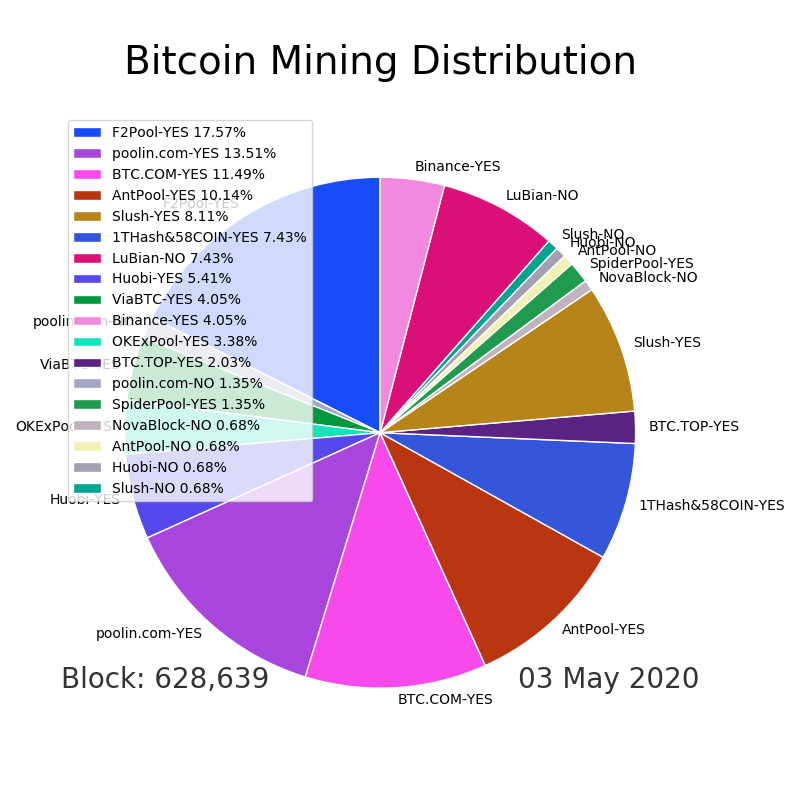 Bitcoin Mining Distribution
F2Pool-YES 17.57%
poolin.com-YES 13.51%
BTC.COM-YES 11.49%
AntPool-YES 10.14%
Slush-YES 8.11%
1THash&58COIN-YES 7.43%
LuBian-NO 7.43%
Huobi-YES 5.41%
ViaBTC-YES 4.05%
Binance-YES 4.05%
OKExPool-YES 3.38%
BTC.TOP-YES 2.03%
poolin.com-NO 1.35%
SpiderPool-YES 1.35%
NovaBlock-NO 0.68%
AntPool-NO 0.68%
Huobi-NO 0.68%
Slush-NO 0.68%
Binance-YES
LuBian-NO
Slush-NO
Huobi-NO
AntPool-NO
SpiderPool-YES
NovaBlock-NO
Slush-YES
BTC.TOP-YES
1THash&58COIN-YES
AntPool-YES
BTC.COM-YES
poolin.com-YES
Huobi-YES
F2Pool-YES
Block: 628,639
03 May 2020